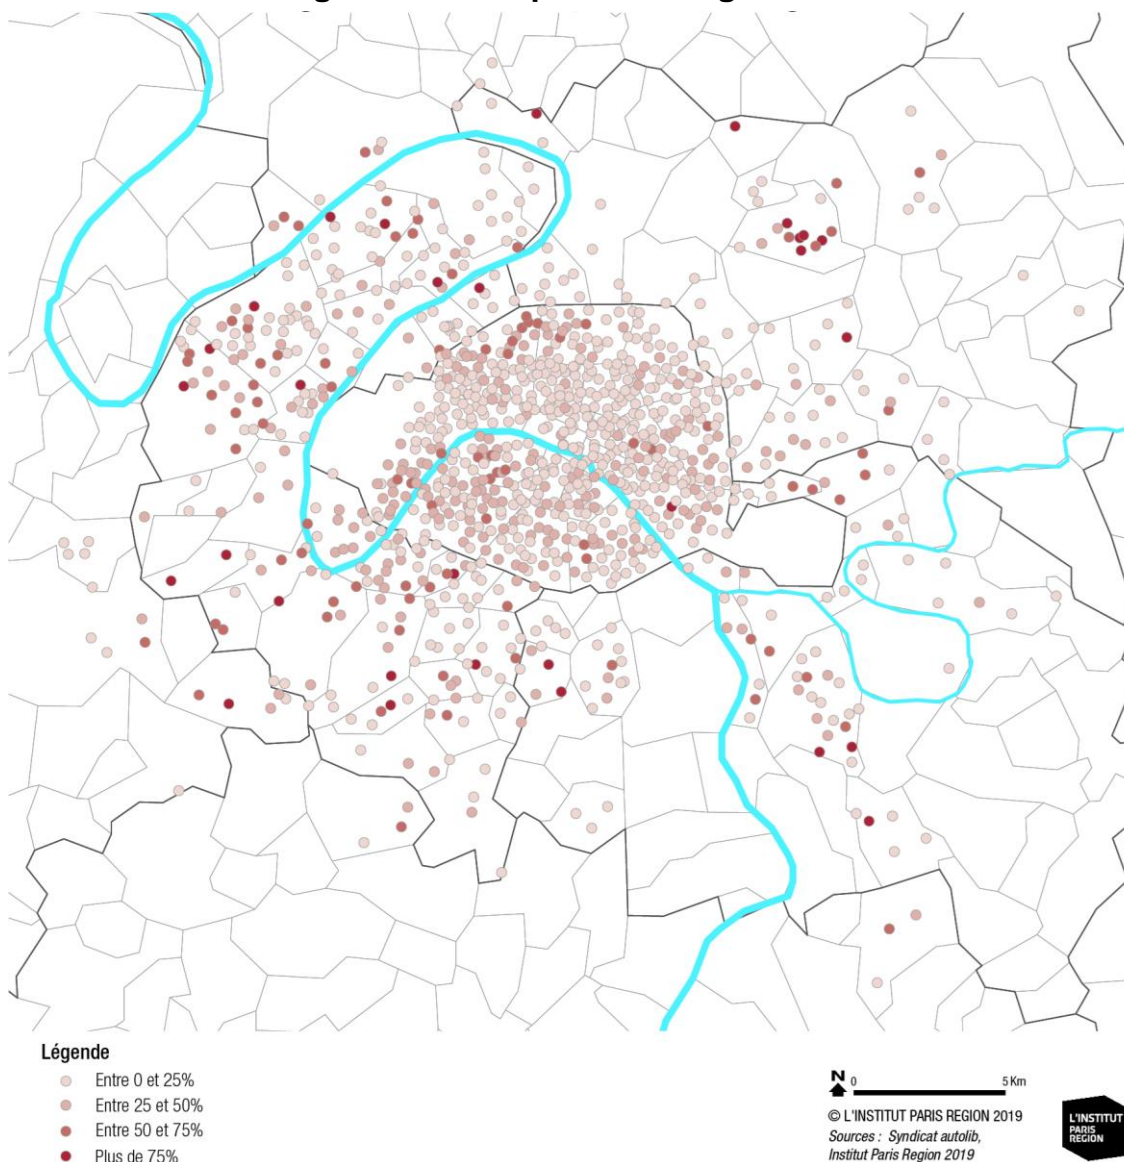 Légende
Entre 0 et 25%
Entre 25 et 50%
Entre 50 et 75%
Plus de 75%
N 0 5 Km
© L'INSTITUT PARIS REGION 2019
Sources : Syndicat autolib,
Institut Paris Region 2019
L'INSTITUT
PARIS
REGION